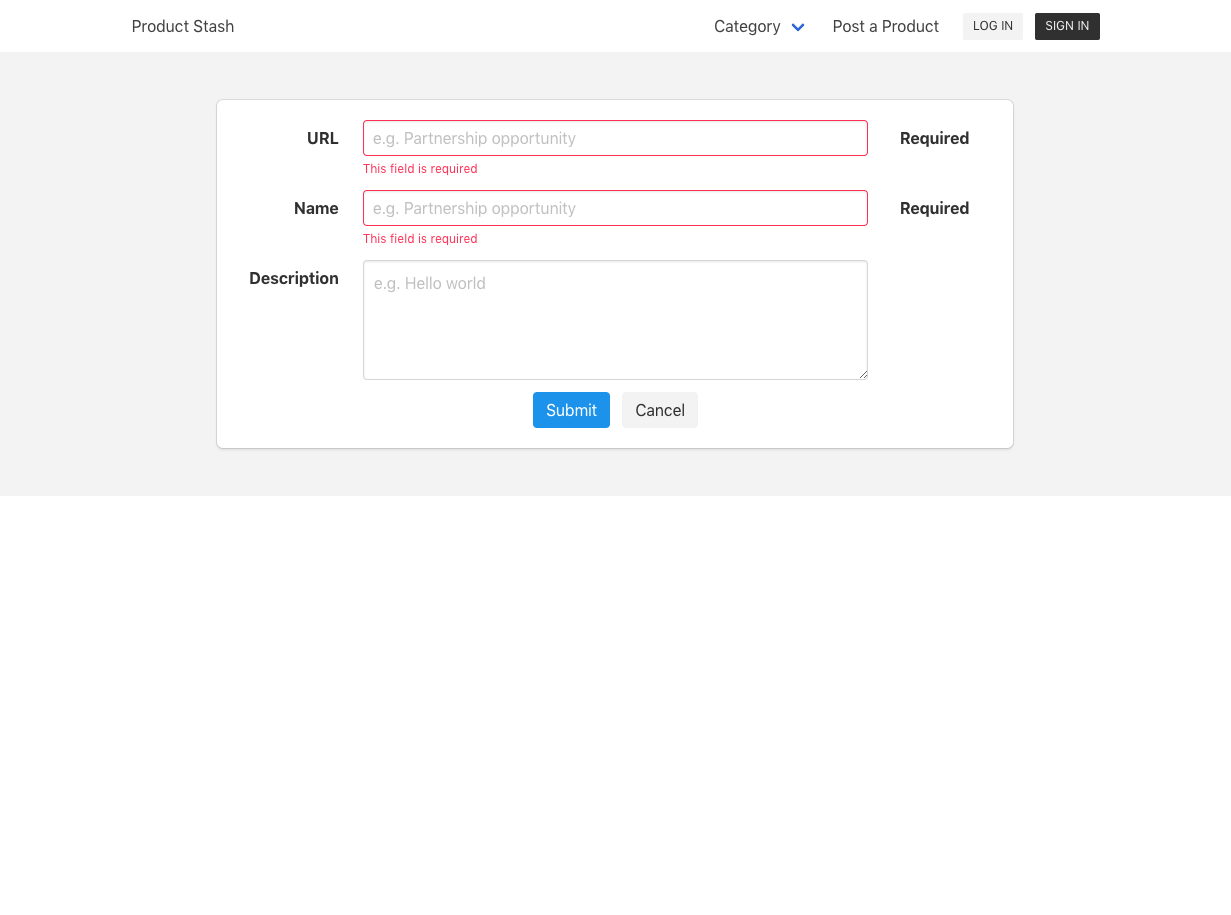 Product Stash Category Post a Product LOG IN SIGN IN
URL e.g. Partnership opportunity Required
This field is required
Name e.g. Partnership opportunity Required
This field is required
Description e.g. Hello world
Submit Cancel